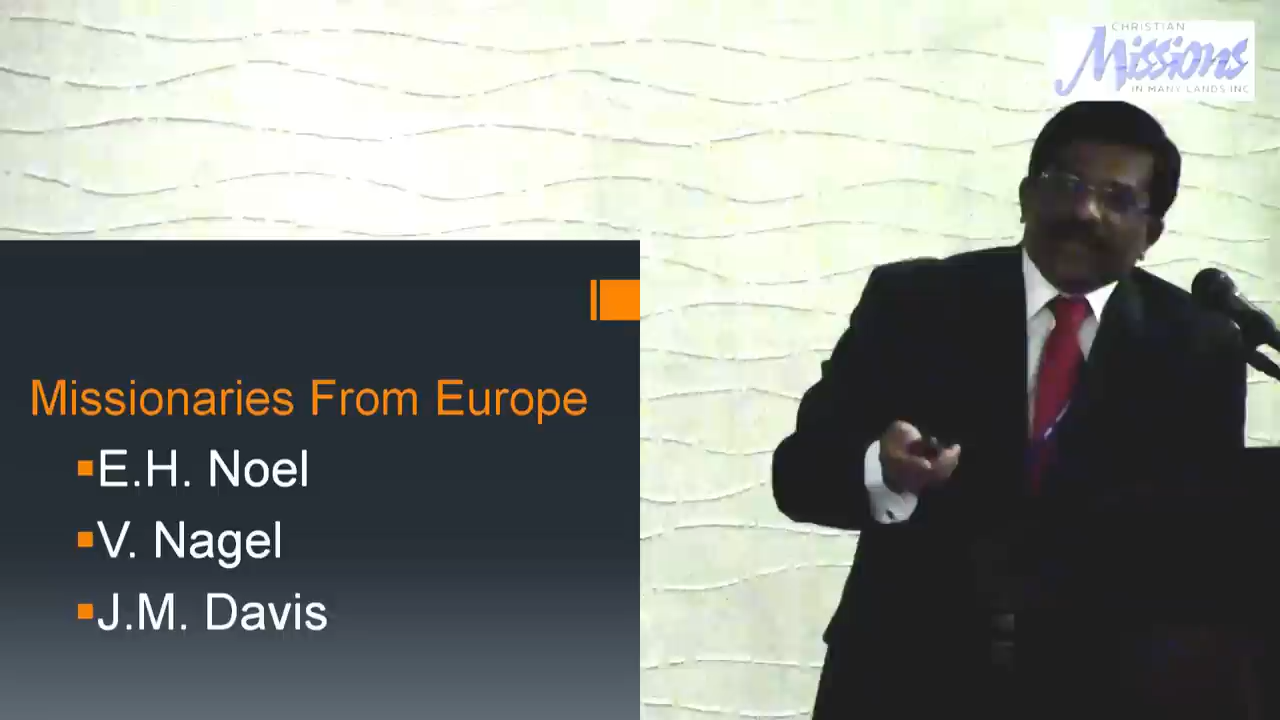 CHRISTIAN
Missions
IN MANY LANDS INC
Missionaries From Europe
E.H. Noel
V. Nagel
J.M. Davis